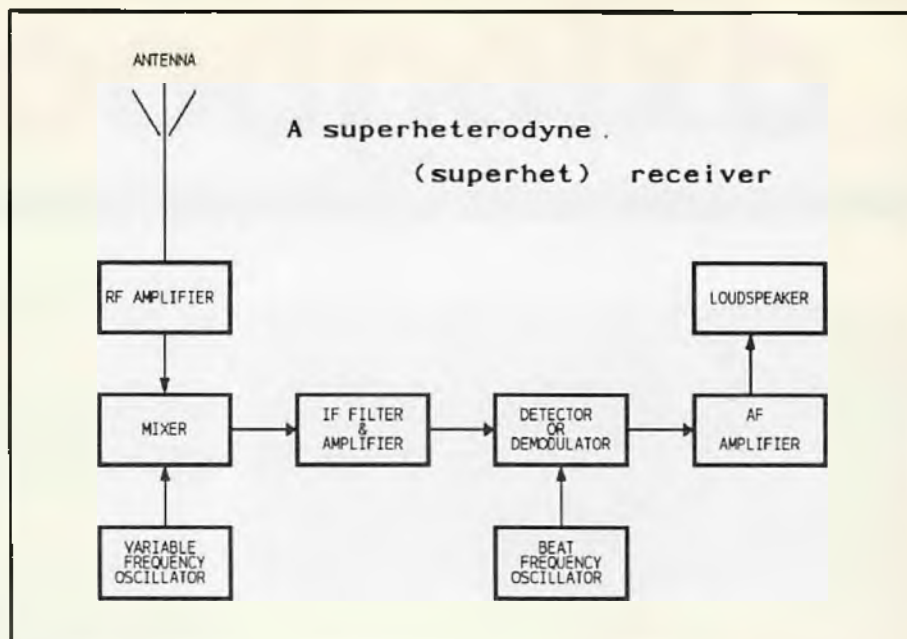 ANTENNA
A superheterodyne.
(superhet) receiver
RF AMPLIFIER
LOUDSPEAKER
MIXER
IF FILTER
&
AMPLIFIER
DETECTOR
OR
DEMODULATOR
AF
AMPLIFIER
VARIABLE
FREQUENCY
OSCILLATOR
BEAT
FREQUENCY
OSCILLATOR